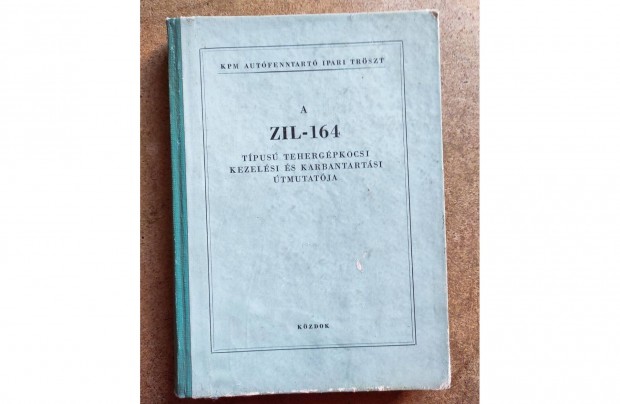 KPM AUTÓFENNTARTÓ IPARI TRÖSZT
A
ZIL-164
TÍPUSÚ TEHERGÉPKOCSI
KEZELÉSI ÉS KARBANTARTÁSI
ÚTMUTATÓJA
KÖZDOK